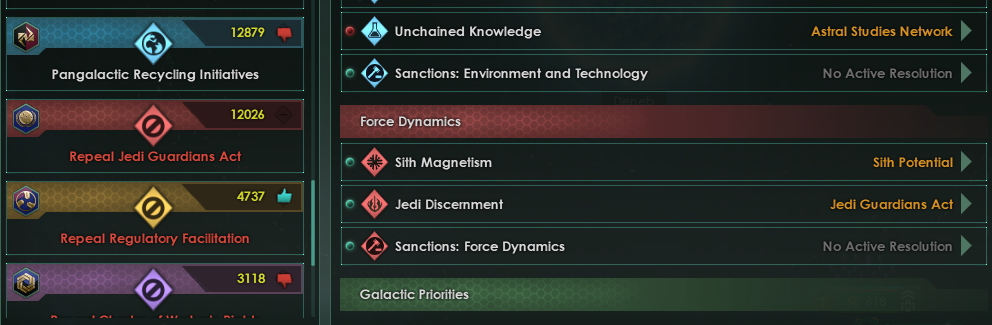 12879
Pangalactic Recycling Initiatives
12026
Repeal Jedi Guardians Act
4737
Repeal Regulatory Facilitation
3118
Unchained Knowledge
Astral Studies Network
Sanctions: Environment and Technology
No Active Resolution
Deneb
Force Dynamics
Sith Magnetism
Sith Potential
Jedi Discernment
Jedi Guardians Act
Sanctions: Force Dynamics
No Active Resolution
Galactic Priorities